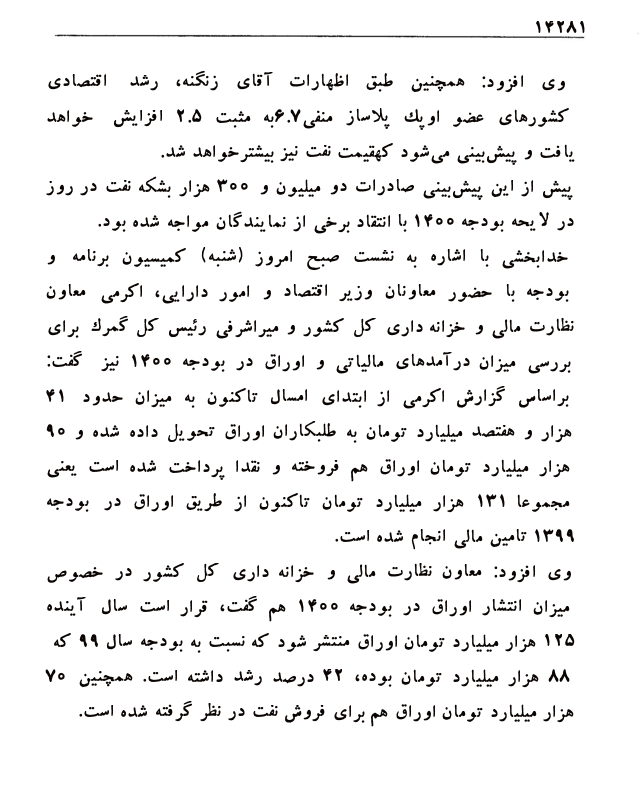 ۱۴۲۸۱
وی افزود: همچنین طبق اظهارات آقای زنگنه، رشد اقتصادی
کشورهای عضو اوپك پلاساز منفی۶.۷به مثبت ۲.۵ افزایش خواهد
یافت و پیش‌بینی می‌شود کهقیمت نفت نیز بیشترخواهد شد.
پیش از این پیش‌بینی صادرات دو میلیون و ۳۰۰ هزار بشکه نفت در روز
در لایحه بودجه ۱۴۰۰ با انتقاد برخی از نمایندگان مواجه شده بود.
خدابخشی با اشاره به نشست صبح امروز (شنبه) کمیسیون برنامه و
بودجه با حضور معاونان وزیر اقتصاد و امور دارایی، اکرمی معاون
نظارت مالی و خزانه داری کل کشور و میراشرفی رئیس کل گمرك برای
بررسی میزان درآمدهای مالیاتی و اوراق در بودجه ۱۴۰۰ نیز گفت:
براساس گزارش اکرمی از ابتدای امسال تاکنون به میزان حدود ۴۱
هزار و هفتصد میلیارد تومان به طلبکاران اوراق تحویل داده شده و ۹۰
هزار میلیارد تومان اوراق هم فروخته و نقدا پرداخت شده است یعنی
مجموعا ۱۳۱ هزار میلیارد تومان تاکنون از طریق اوراق در بودجه
۱۳۹۹ تامین مالی انجام شده است.
وی افزود: معاون نظارت مالی و خزانه داری کل کشور در خصوص
میزان انتشار اوراق در بودجه ۱۴۰۰ هم گفت، قرار است سال آینده
۱۲۵ هزار میلیارد تومان اوراق منتشر شود که نسبت به بودجه سال ۹۹ که
۸۸ هزار میلیارد تومان بوده، ۴۲ درصد رشد داشته است. همچنین ۷۰
هزار میلیارد تومان اوراق هم برای فروش نفت در نظر گرفته شده است.